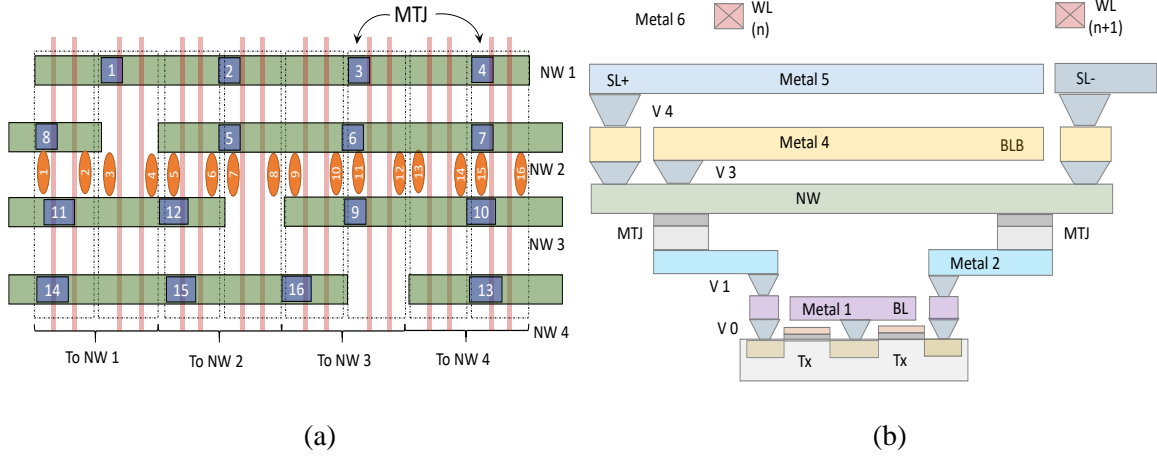 MTJ
1 2 3 4 NW 1
8 5 6 7
1 2 3 4 5 6 7 8 9 10 11 12 13 14 15 16 NW 2
11 12 9 10
NW 3
14 15 16 13
NW 4
To NW 1 To NW 2 To NW 3 To NW 4
(a)
Metal 6 WL (n) WL (n+1)
SL+ Metal 5 SL-
V 4
Metal 4 BLB
V 3
NW
MTJ MTJ
Metal 2
V 1
Metal 1 BL
V 0
Tx Tx
(b)